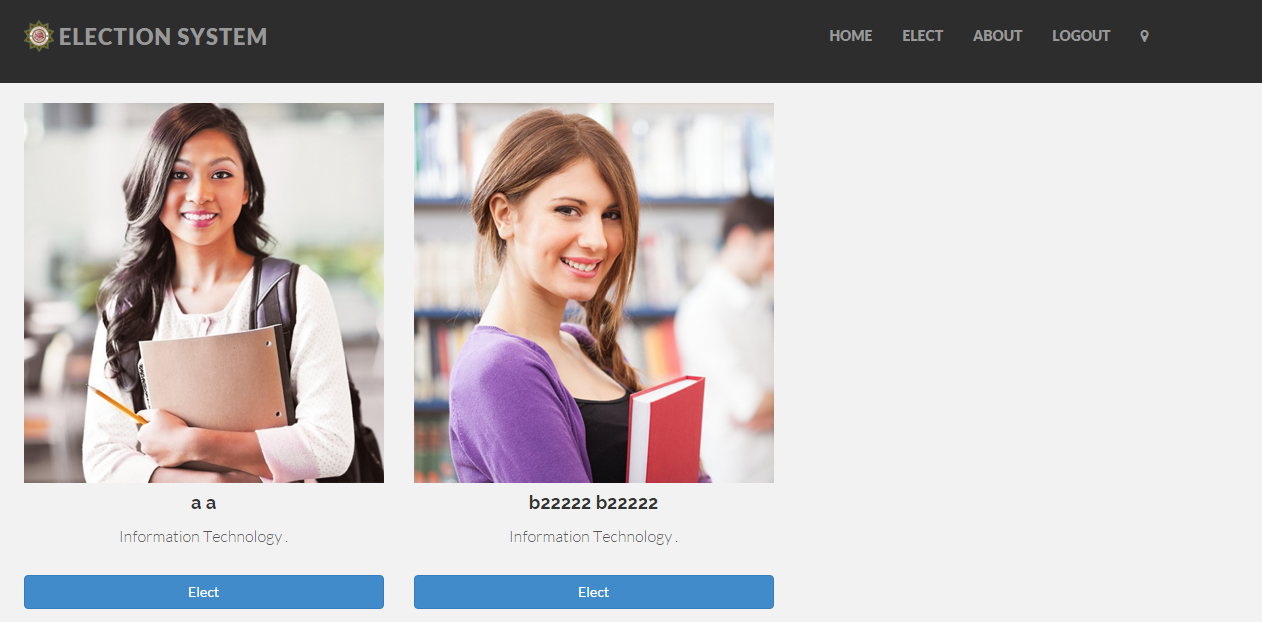 ELECTION SYSTEM
HOME ELECT ABOUT LOGOUT
a a
Information Technology .
Elect
b22222 b22222
Information Technology .
Elect